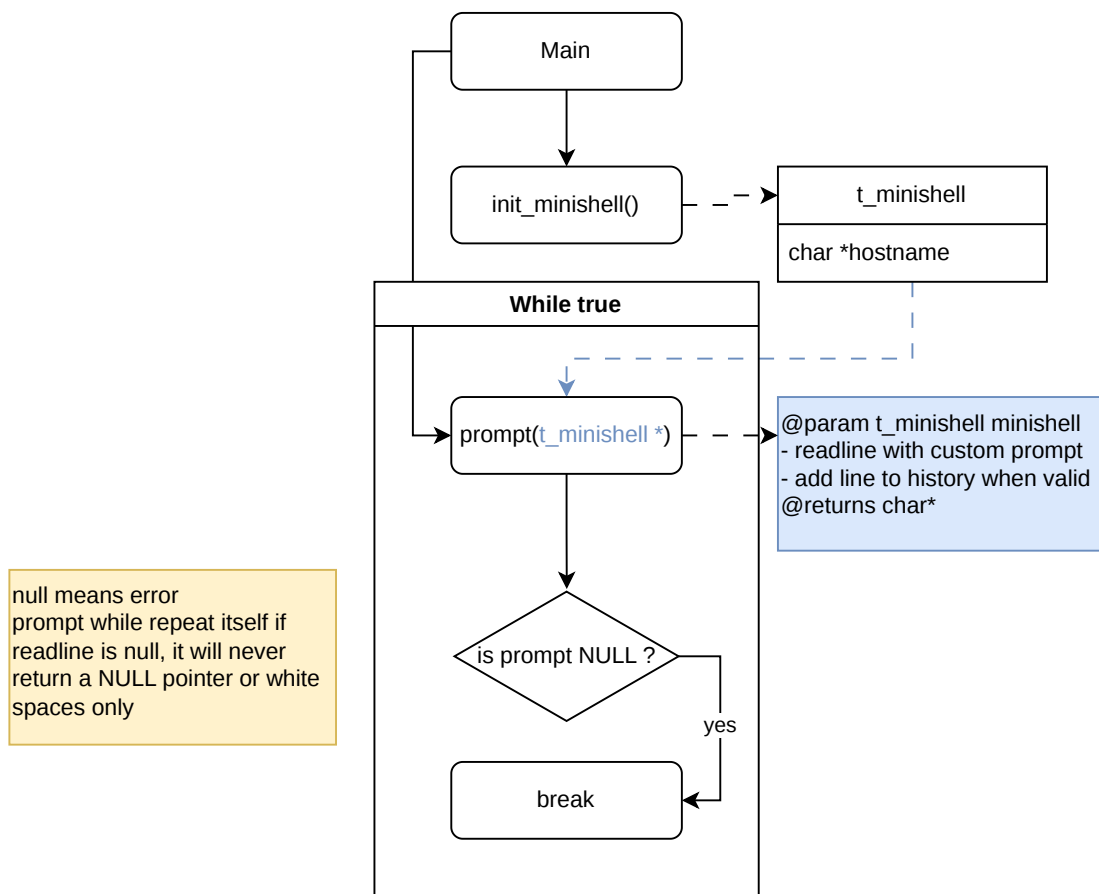 Main
init_minishell()
t_minishell
char *hostname
While true
prompt(t_minishell *)
@param t_minishell minishell
- readline with custom prompt
- add line to history when valid
@returns char*
null means error
prompt while repeat itself if
readline is null, it will never
return a NULL pointer or white
spaces only
is prompt NULL ?
yes
break